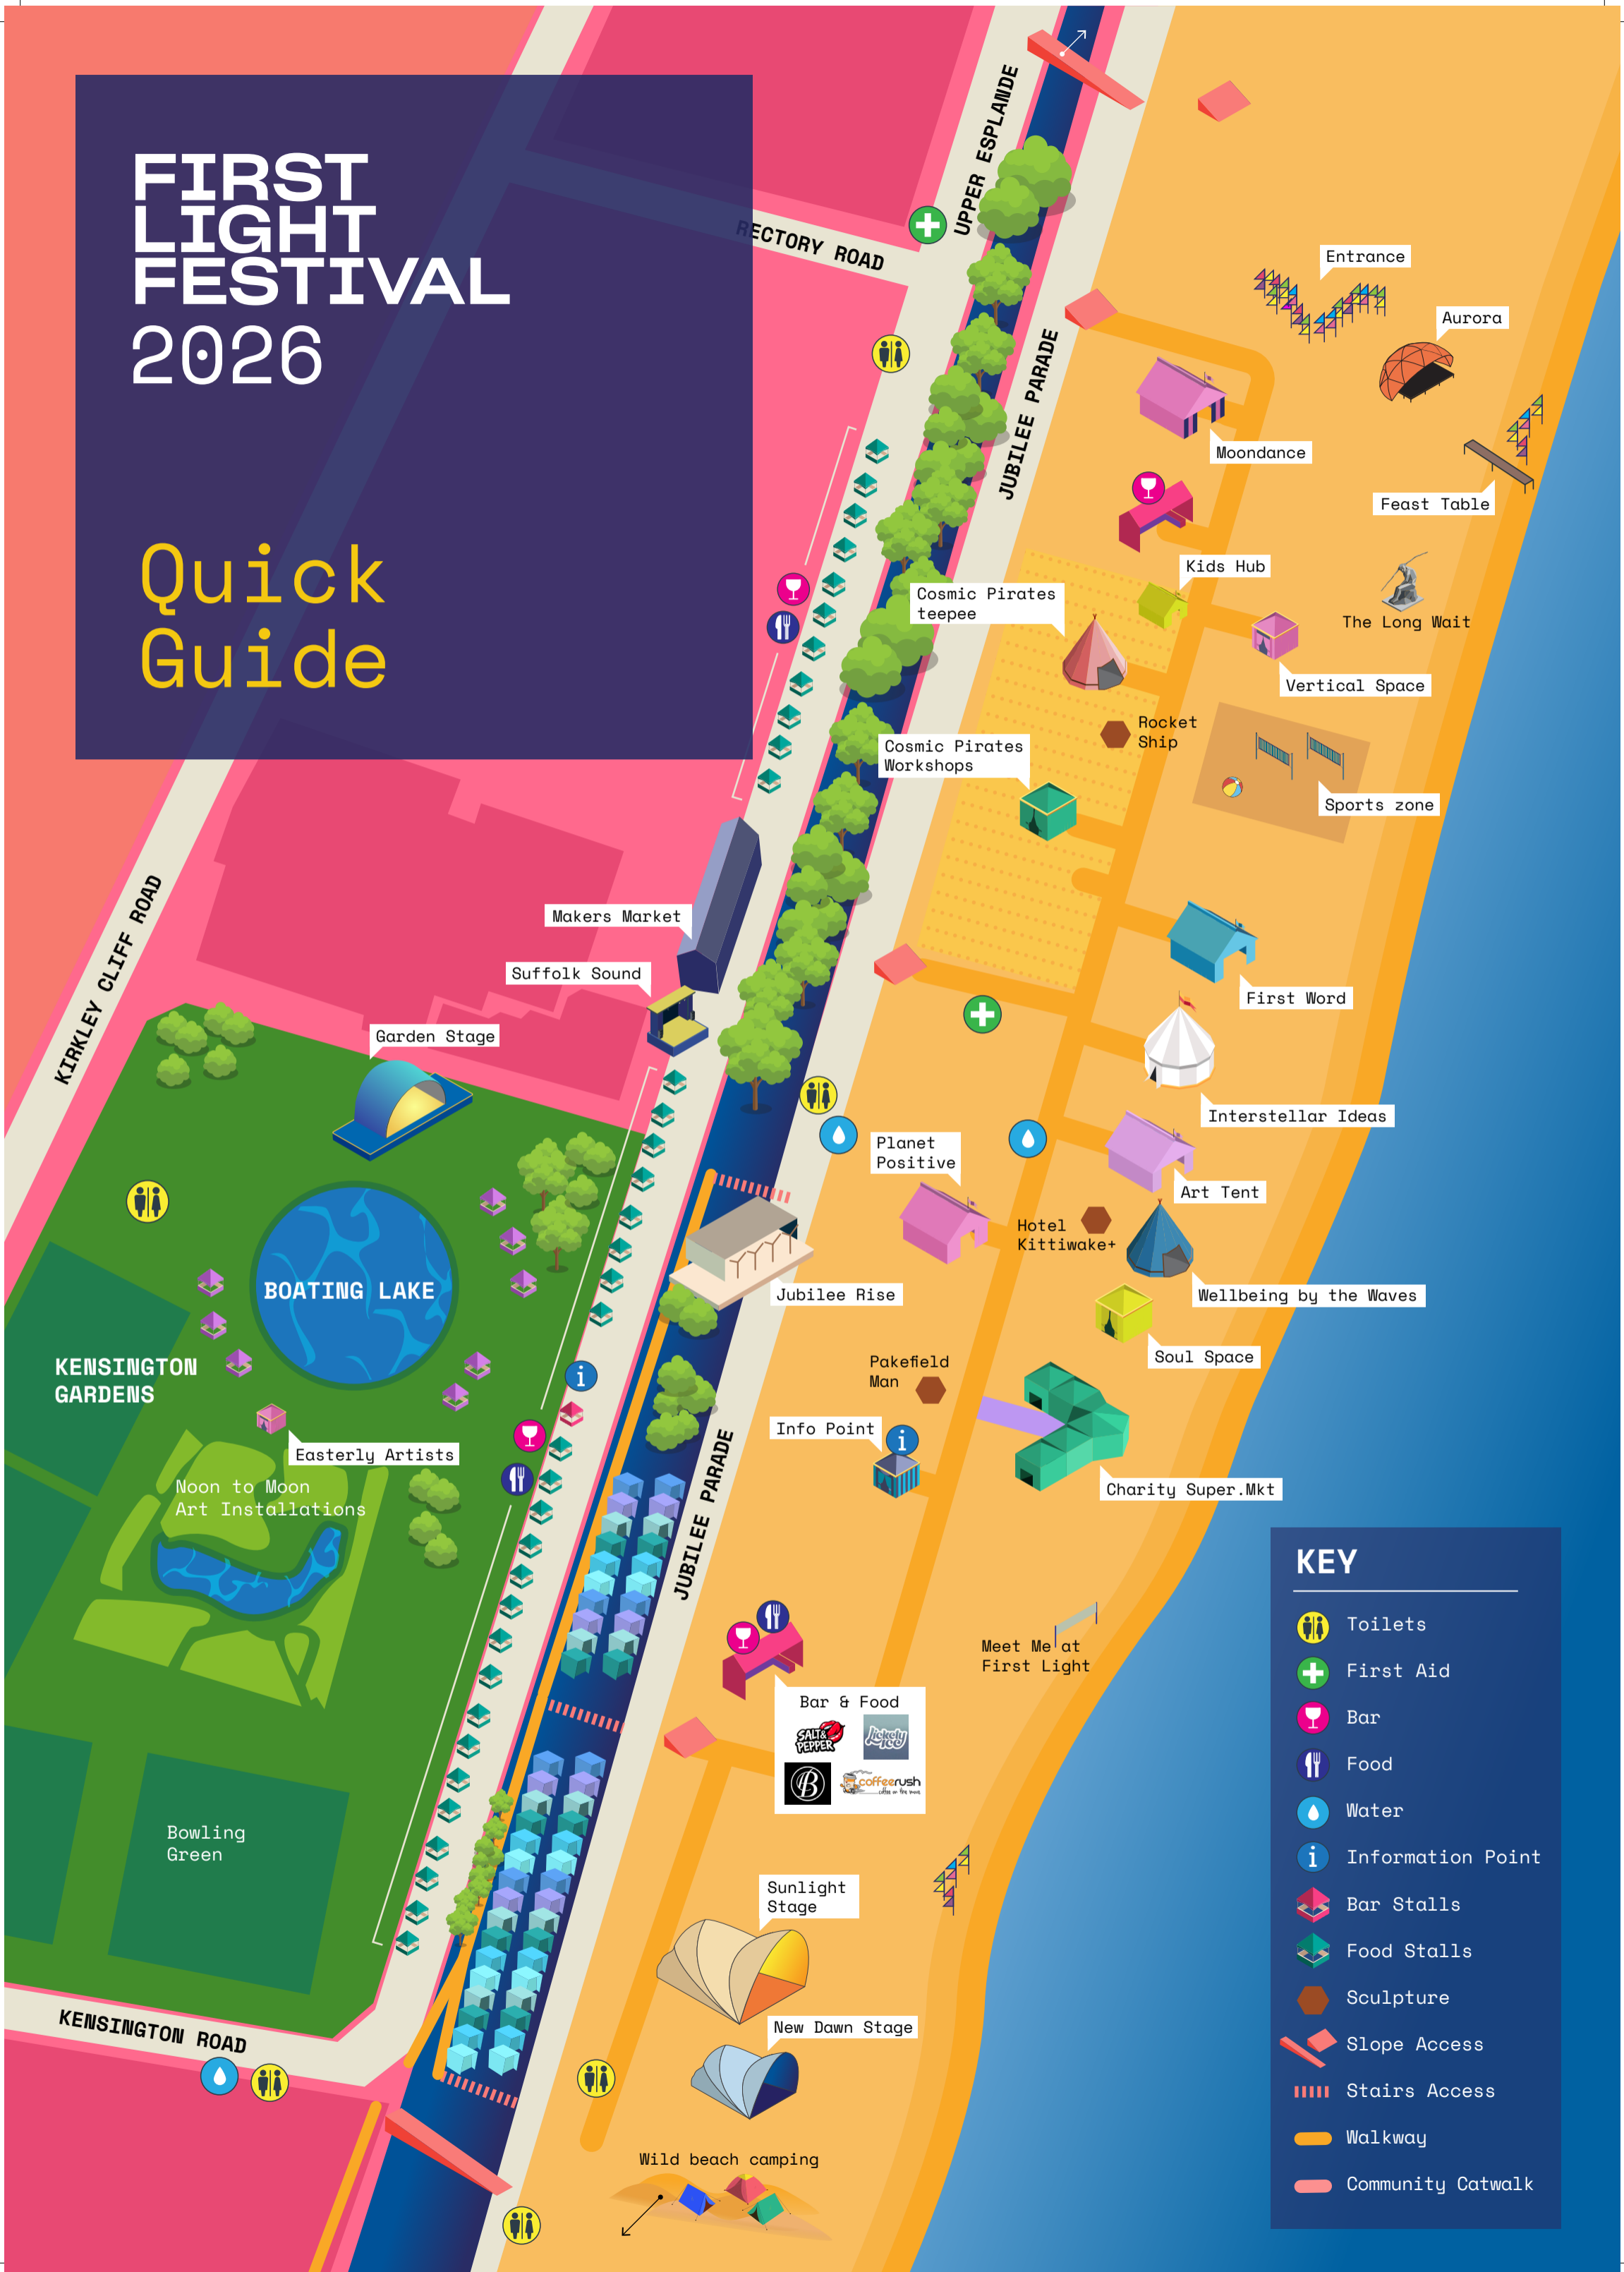 FIRST
LIGHT
FESTIVAL
2026
Quick
Guide
UPPER ESPLANDE
RECTORY ROAD
JUBILEE PARADE
Entrance
Aurora
Moondance
Feast Table
Kids Hub
Cosmic Pirates
teepee
The Long Wait
Vertical Space
Rocket
Ship
Cosmic Pirates
Workshops
Sports zone
KIRKLEY CLIFF ROAD
Makers Market
Suffolk Sound
First Word
Garden Stage
Interstellar Ideas
Planet
Positive
Art Tent
Hotel
Kittiwake+
BOATING LAKE
Jubilee Rise
Wellbeing by the Waves
Soul Space
KENSINGTON
GARDENS
Pakefield
Man
Info Point
Easterly Artists
Charity Super.Mkt
Noon to Moon
Art Installations
JUBILEE PARADE
Meet Me at
First Light
Bar & Food
SALT&
PEPPER
B
coffeerush
Bowling
Green
Sunlight
Stage
New Dawn Stage
KENSINGTON ROAD
Wild beach camping
KEY
Toilets
First Aid
Bar
Food
Water
i Information Point
Bar Stalls
Food Stalls
Sculpture
Slope Access
Stairs Access
Walkway
Community Catwalk